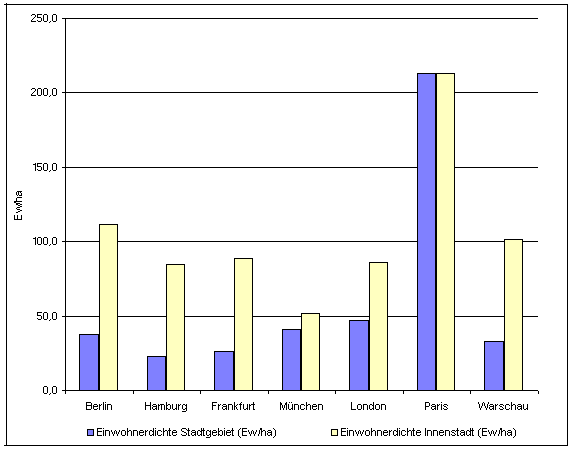 250,0
200,0
150,0
100,0
50,0
0,0
Ew/ha
Berlin Hamburg Frankfurt München London Paris Warschau
Einwohnerdichte Stadtgebiet (Ew/ha) Einwohnerdichte Innenstadt (Ew/ha)